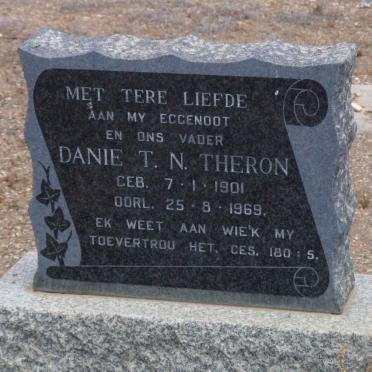 MET TERE LIEFDE
AAN MY EGGENOOT
EN ONS VADER
DANIE T. N. THERON
GEB. 7·1·1901
OORL. 25·8·1969.
EK WEET AAN WIE'K MY
TOEVERTROU HET. GES. 180:5.